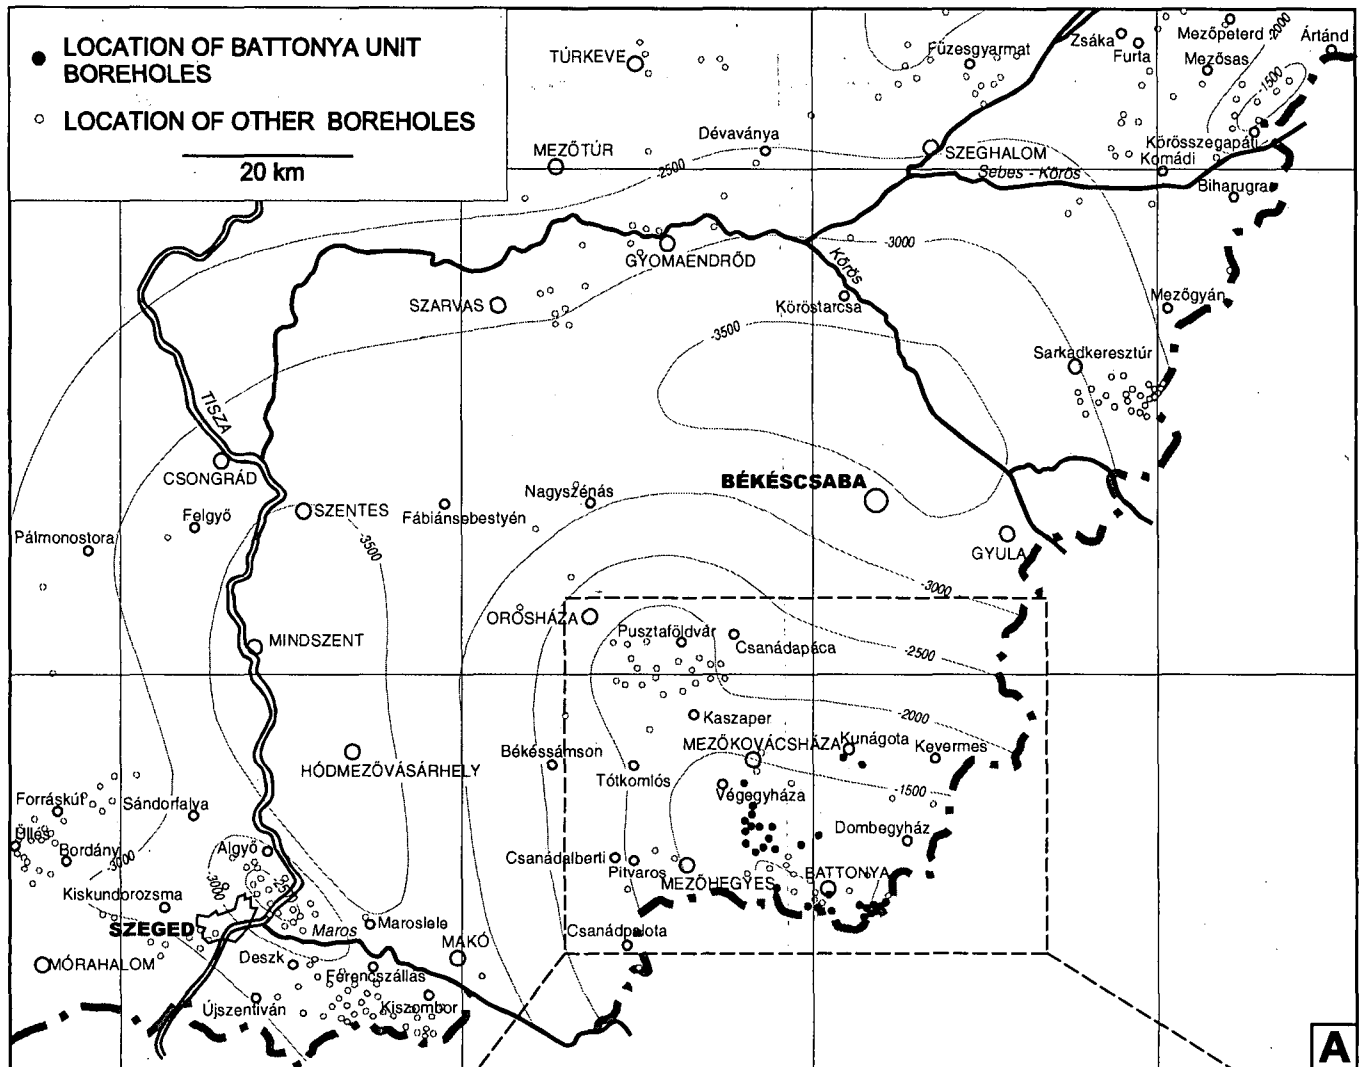 LOCATION OF BATTONYA UNIT
BOREHOLES
LOCATION OF OTHER BOREHOLES
20 km
TÚRKEVE
Füzesgyarmat
Zsáka
Furta
Mezőpeterd
-2000
Ártánd
Mezősas
-1500
MEZŐTÚR
Dévaványa
-2500
SZEGHALOM
Sebes - Körös
Körösszegapáti
Komádi
Biharugra
GYOMAENDRŐD
-3000
Körös
SZARVAS
Köröstarcsa
Mezőgyán
-3500
Sarkadkeresztúr
TISZA
CSONGRÁD
BÉKÉSCSABA
Nagyszénás
Felgyő
SZENTES
Fábiánsebestyén
Pálmonostora
-3500
GYULA
-3000
OROSHÁZA
MINDSZENT
Pusztaföldvár
Csanádapáca
-2500
Kaszaper
-2000
MEZŐKOVÁCSHÁZA
Kunágota
Kevermes
Békéssámson
HÓDMEZŐVÁSÁRHELY
Tótkomlós
Végegyháza
-1500
Forráskút
Sándorfalva
Üllés
Bordány
-3000
Algyő
Dombegyház
Csanádalberti
Pitvaros
MEZŐHEGYES
BATTONYA
-3000
-25
Kiskundorozsma
SZEGED
Maros
Maroslele
MAKÓ
Csanádpalota
MÓRAHALOM
Deszk
Ferencszállás
Újszentiván
Kiszombor
A